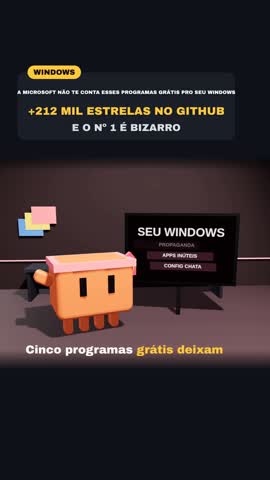 WINDOWS
A MICROSOFT NÃO TE CONTA ESSES PROGRAMAS GRÁTIS PRO SEU WINDOWS
+212 MIL ESTRELAS NO GITHUB
E O Nº 1 É BIZARRO
SEU WINDOWS
PROPAGANDA
APPS INÚTEIS
CONFIG CHATA
Cinco programas grátis deixam